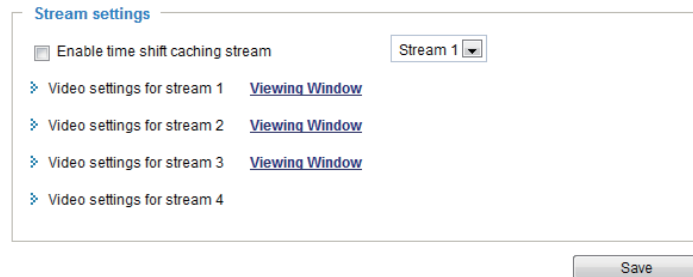 Stream settings
Enable time shift caching stream Stream 1
Video settings for stream 1 Viewing Window
Video settings for stream 2 Viewing Window
Video settings for stream 3 Viewing Window
Video settings for stream 4
Save